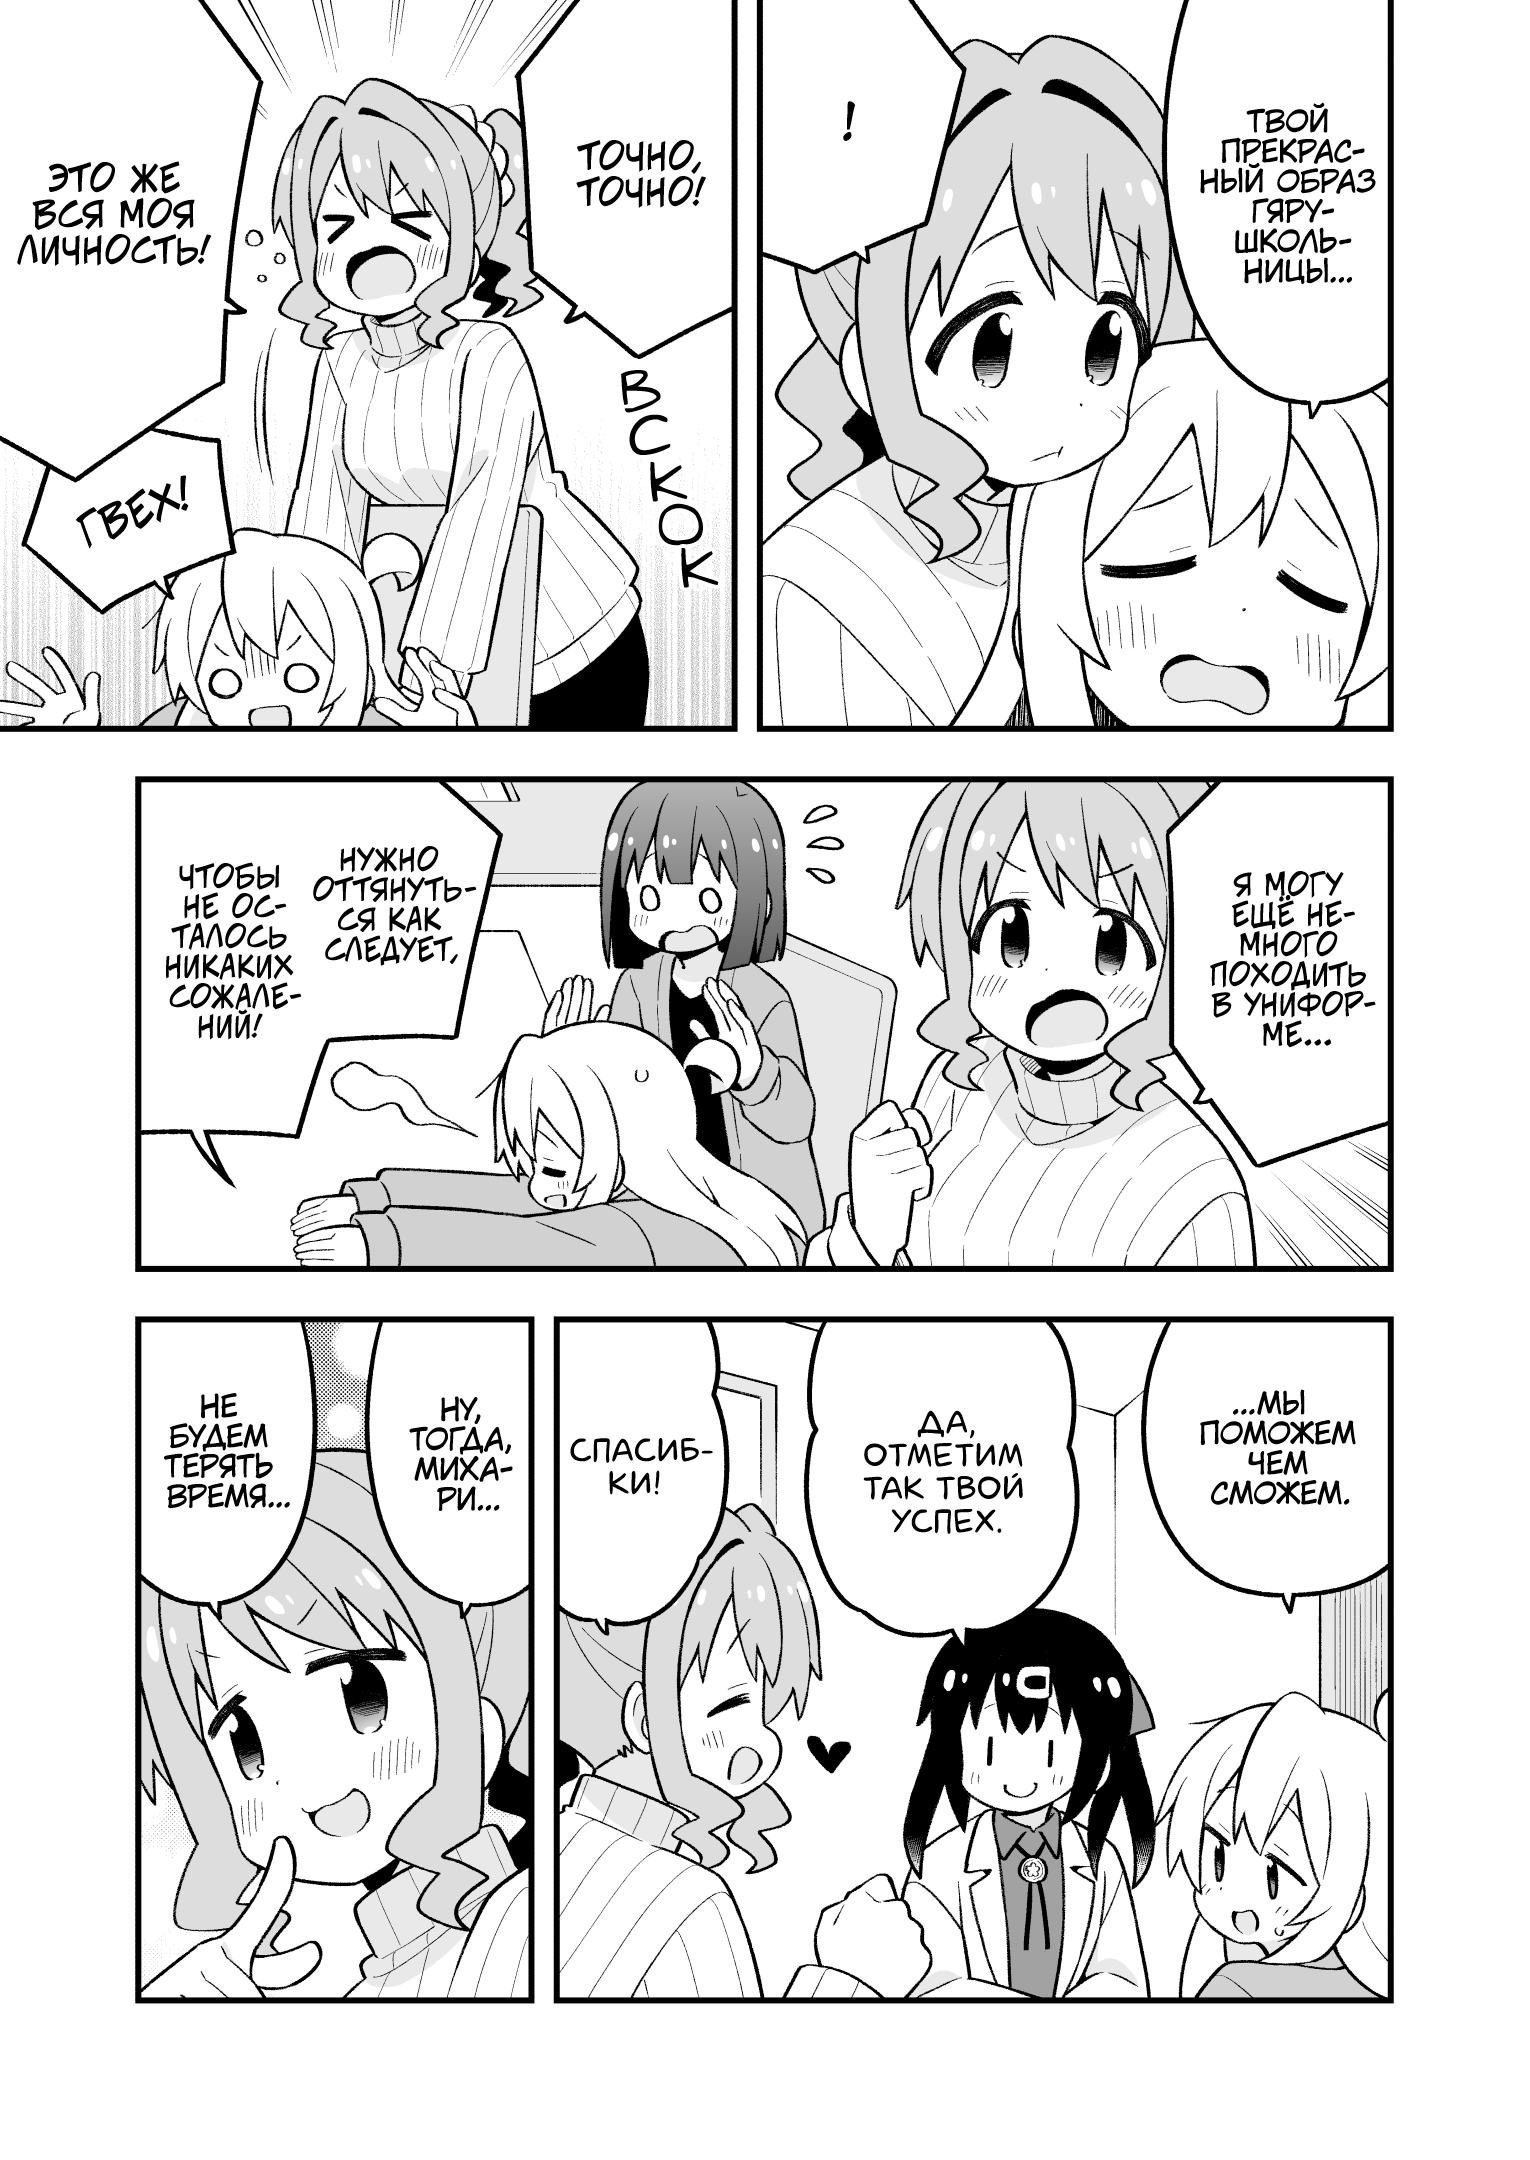 ТВОЙ
ПРЕКРАС-
НЫЙ ОБРАЗ
ГЯРУ-
ШКОЛЬ-
НИЦЫ...
!
ТОЧНО,
ТОЧНО!
ВСКОК
ЭТО ЖЕ
ВСЯ МОЯ
ЛИЧНОСТЬ!
ГВЕХ!
Я МОГУ
ЕЩЁ НЕ-
МНОГО
ПОХОДИТЬ
В УНИФОР-
МЕ...
НУЖНО
ОТТЯНУТЬ-
СЯ КАК
СЛЕДУЕТ,
ЧТОБЫ
НЕ ОС-
ТАЛОСЬ
НИКАКИХ
СОЖАЛЕ-
НИЙ!
...МЫ
ПОМОЖЕМ
ЧЕМ
СМОЖЕМ.
ДА,
ОТМЕТИМ
ТАК ТВОЙ
УСПЕХ.
СПАСИБ-
КИ!
НУ,
ТОГДА,
МИХА-
РИ...
НЕ
БУДЕМ
ТЕРЯТЬ
ВРЕМЯ...